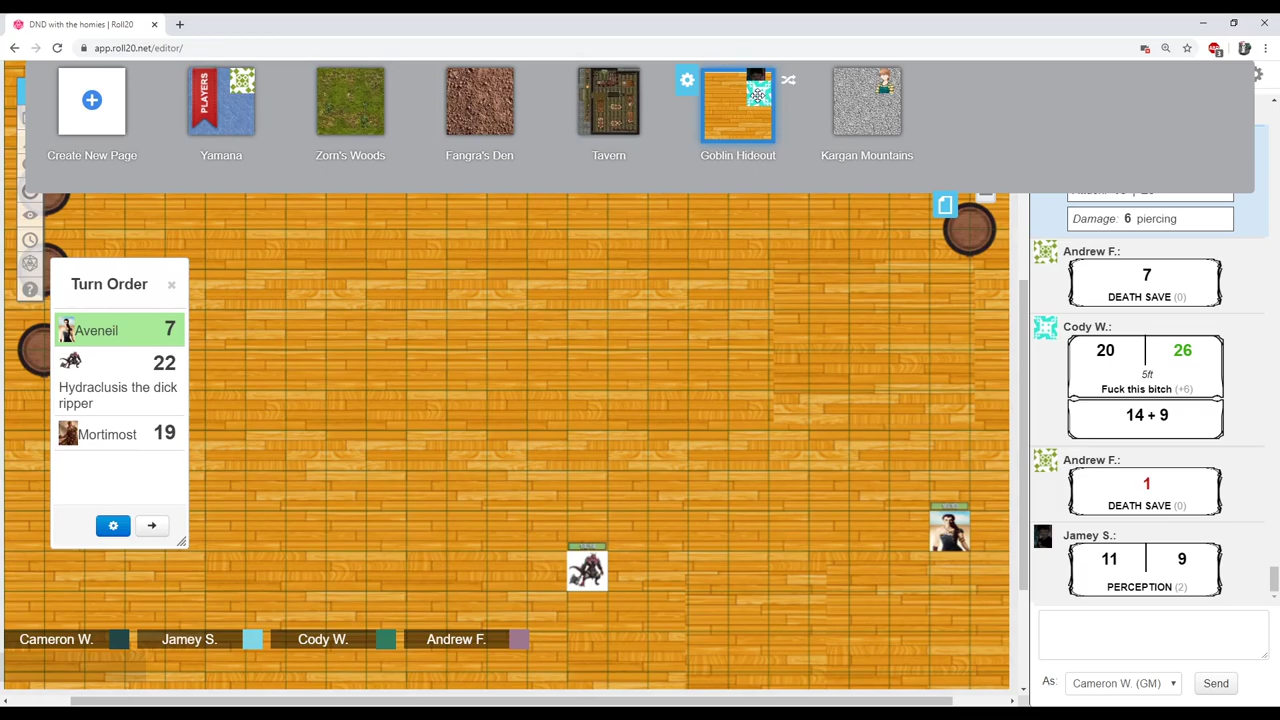 DND with the homies | Roll20
app.roll20.net/editor/
PLAYERS
Create New Page
Yamana
Zorn's Woods
Fangra's Den
Tavern
Goblin Hideout
Kargan Mountains
Turn Order
Aveneil 7
22
Hydraclusis the dick
ripper
Mortimost 19
Cameron W.
Jamey S.
Cody W.
Andrew F.
Damage: 6 piercing
Andrew F.:
7
DEATH SAVE (0)
Cody W.:
20 26
5ft
Fuck this bitch (+6)
14 + 9
Andrew F.:
1
DEATH SAVE (0)
Jamey S.:
11 9
PERCEPTION (2)
As: Cameron W. (GM) Send